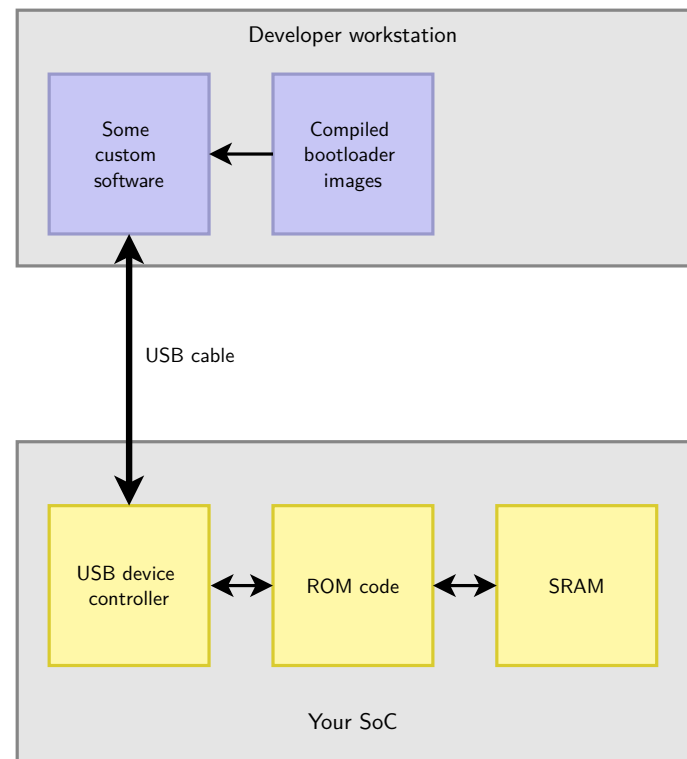 Developer workstation
Some
custom
software
Compiled
bootloader
images
USB cable
USB device
controller
ROM code
SRAM
Your SoC